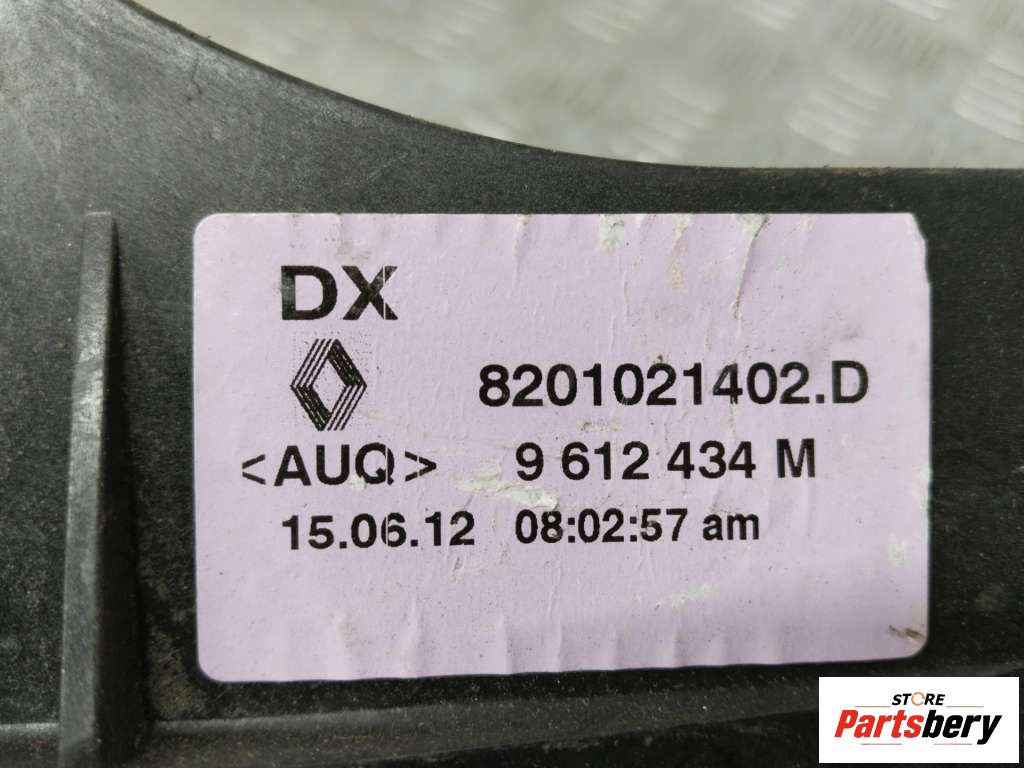 DX
8201021402.D
<AUQ> 9 612 434 M
15.06.12 08:02:57 am
STORE
Partsbery